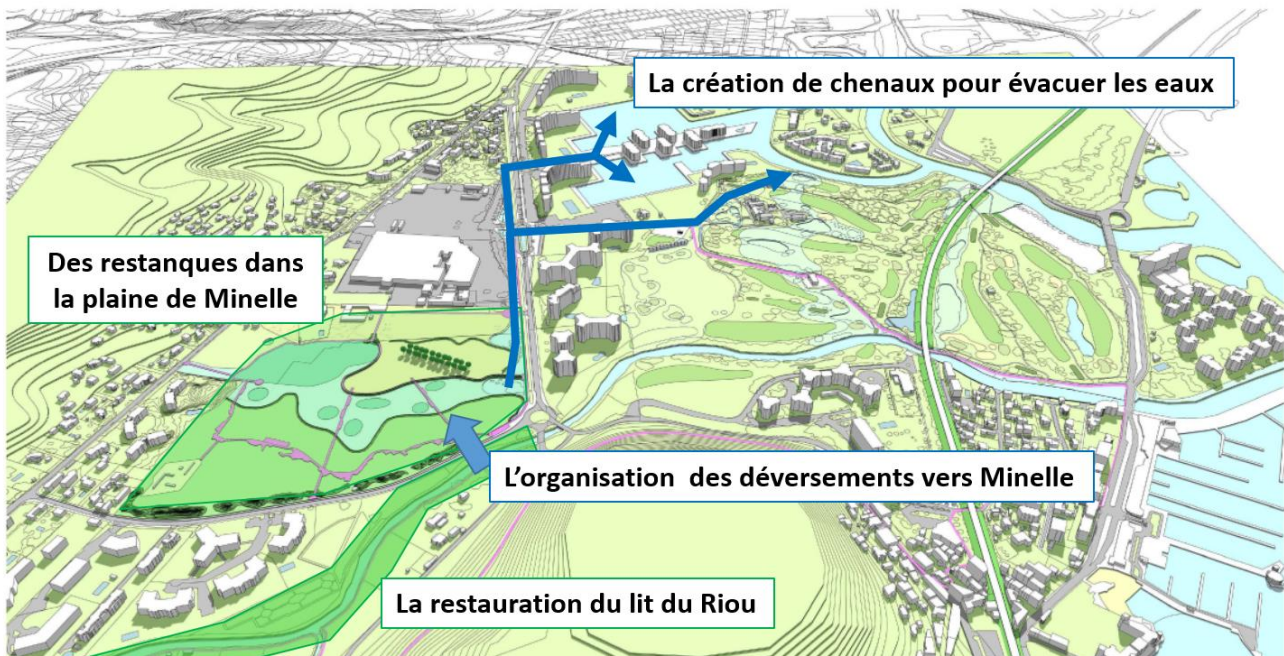 La création de chenaux pour évacuer les eaux
Des restanques dans
la plaine de Minelle
L'organisation des déversements vers Minelle
La restauration du lit du Riou